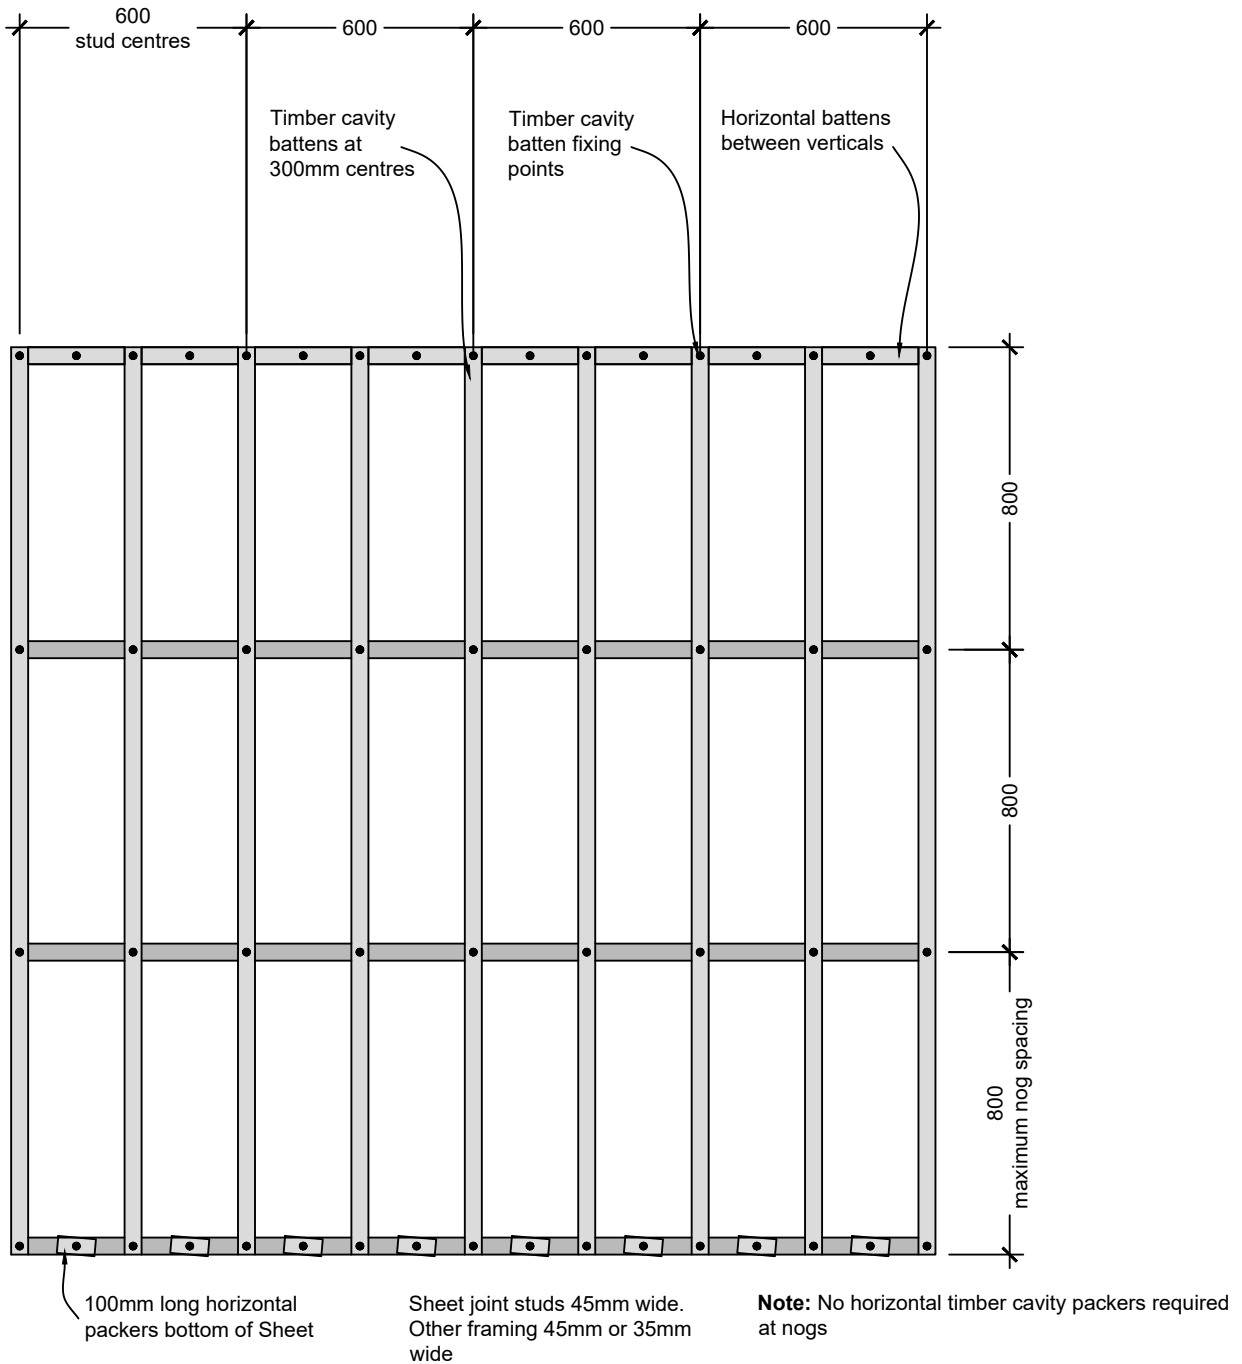 600
stud centres
600
600
600
Timber cavity
battens at
300mm centres
Timber cavity
batten fixing
points
Horizontal battens
between verticals
800
800
800
maximum nog spacing
100mm long horizontal
packers bottom of Sheet
Sheet joint studs 45mm wide.
Other framing 45mm or 35mm
wide
Note: No horizontal timber cavity packers required
at nogs